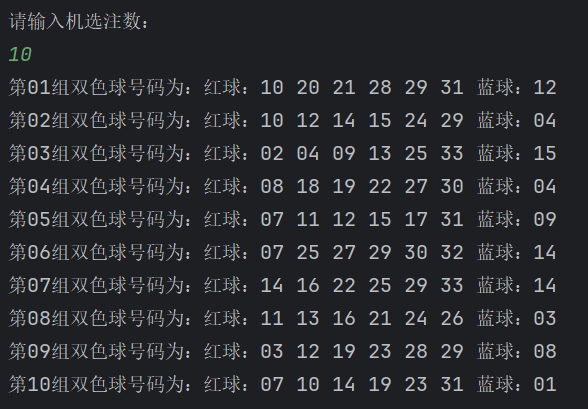 请输入机选注数：
10
第01组双色球号码为：红球：10 20 21 28 29 31 蓝球：12
第02组双色球号码为：红球：10 12 14 15 24 29 蓝球：04
第03组双色球号码为：红球：02 04 09 13 25 33 蓝球：15
第04组双色球号码为：红球：08 18 19 22 27 30 蓝球：04
第05组双色球号码为：红球：07 11 12 15 17 31 蓝球：09
第06组双色球号码为：红球：07 25 27 29 30 32 蓝球：14
第07组双色球号码为：红球：14 16 22 25 29 33 蓝球：14
第08组双色球号码为：红球：11 13 16 21 24 26 蓝球：03
第09组双色球号码为：红球：03 12 19 23 28 29 蓝球：08
第10组双色球号码为：红球：07 10 14 19 23 31 蓝球：01